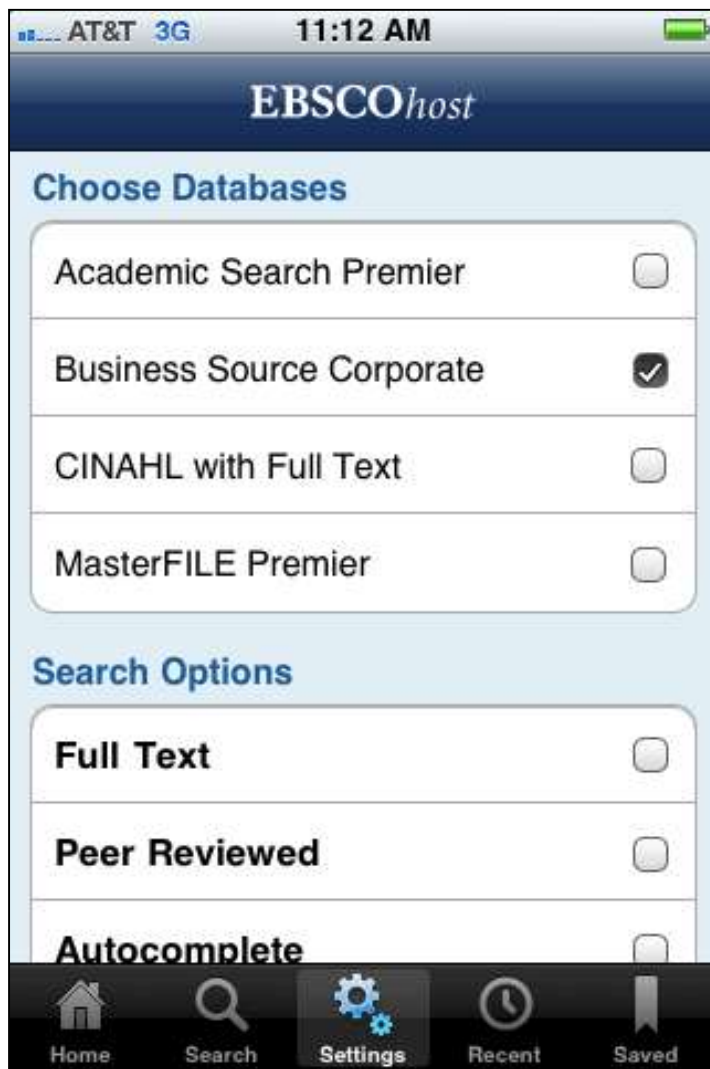 AT&T 3G 11:12 AM
EBSCOhost
Choose Databases
Academic Search Premier
Business Source Corporate
CINAHL with Full Text
MasterFILE Premier
Search Options
Full Text
Peer Reviewed
Autocomplete
Home Search Settings Recent Saved